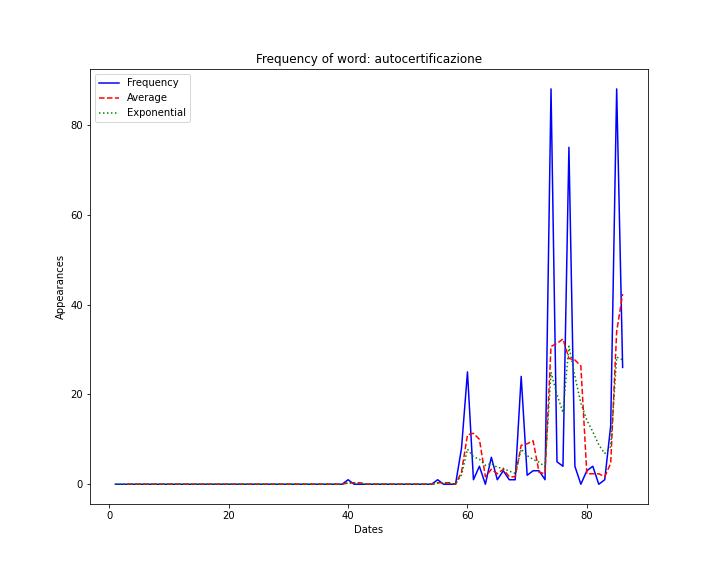 Frequency of word: autocertificazione
Frequency
Average
Exponential
Appearances
80
60
40
20
0
0 20 40 60 80
Dates